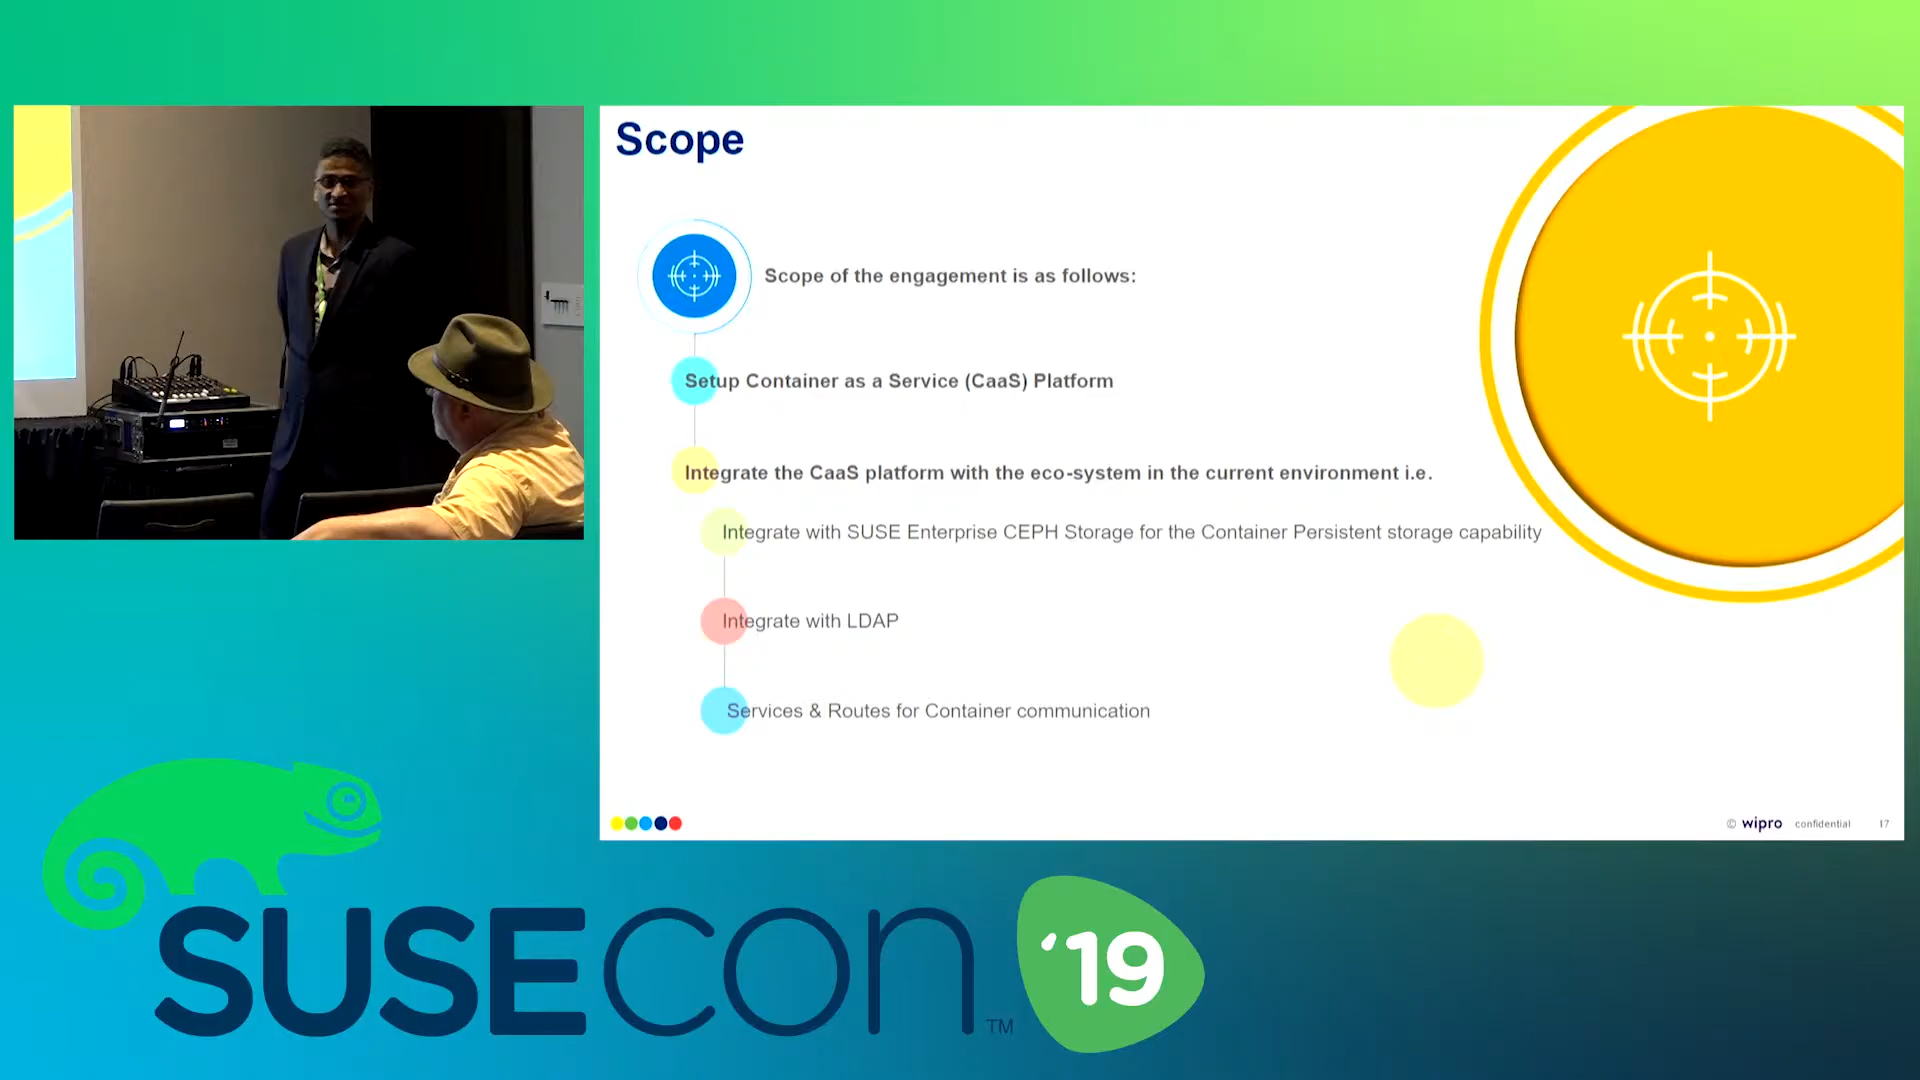 Scope
Scope of the engagement is as follows:
Setup Container as a Service (CaaS) Platform
Integrate the CaaS platform with the eco-system in the current environment i.e.
Integrate with SUSE Enterprise CEPH Storage for the Container Persistent storage capability
Integrate with LDAP
Services & Routes for Container communication
© wipro confidential 17
SUSECON ™ '19